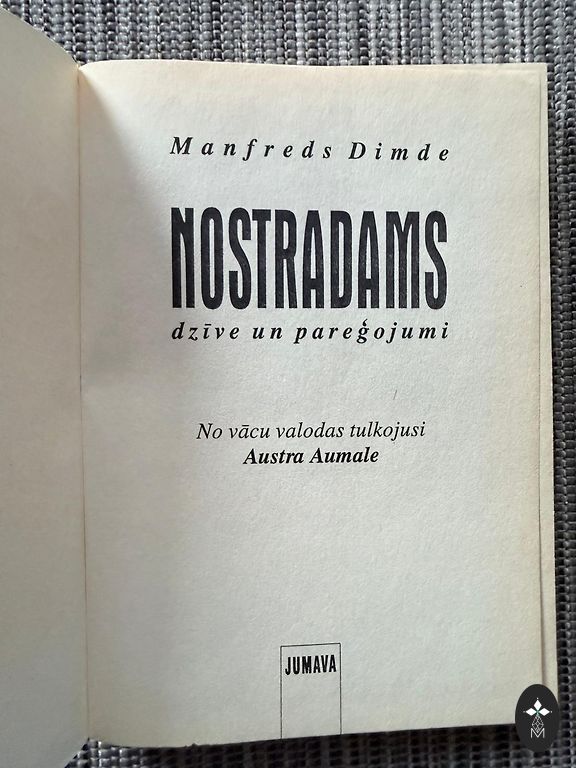 Manfreds Dimde
NOSTRADAMS
dzīve un pareģojumi
No vācu valodas tulkojusi
Austra Aumale
JUMAVA